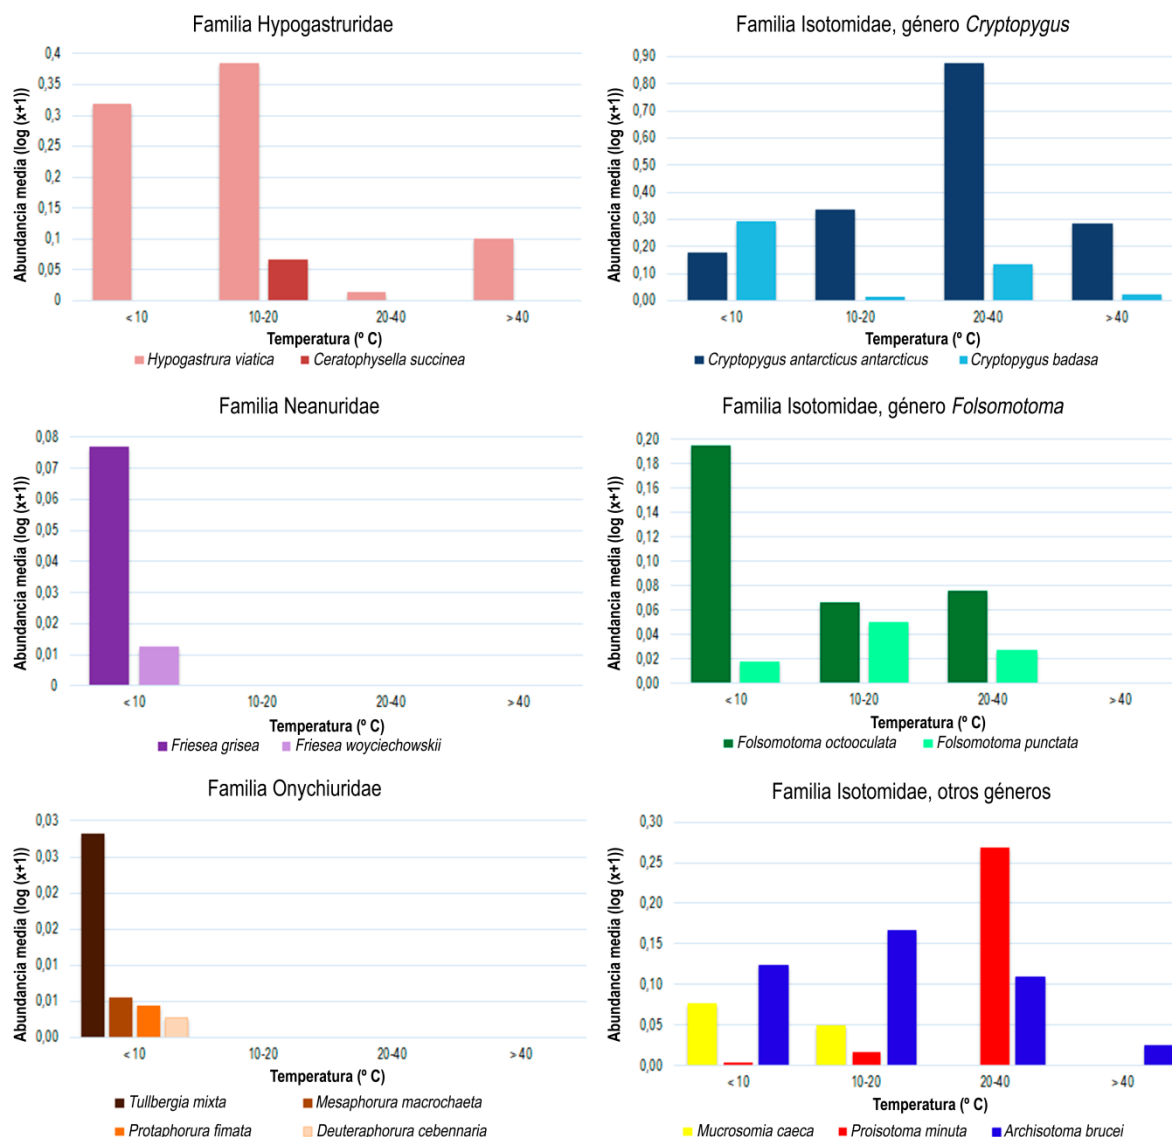 Familia Hypogastruridae
Abundancia media (log (x+1))
0,4
0,35
0,3
0,25
0,2
0,15
0,1
0,05
0
< 10
10-20
20-40
> 40
Temperatura (º C)
Hypogastrura viatica
Ceratophysella succinea
Familia Isotomidae, género Cryptopygus
Abundancia media (log (x+1))
0,90
0,80
0,70
0,60
0,50
0,40
0,30
0,20
0,10
0,00
< 10
10-20
20-40
> 40
Temperatura (º C)
Cryptopygus antarcticus antarcticus
Cryptopygus badasa
Familia Neanuridae
Abundancia media (log (x+1))
0,08
0,07
0,06
0,05
0,04
0,03
0,02
0,01
0
< 10
10-20
20-40
> 40
Temperatura (º C)
Friesea grisea
Friesea woyciechowskii
Familia Isotomidae, género Folsomotoma
Abundancia media (log (x+1))
0,20
0,18
0,16
0,14
0,12
0,10
0,08
0,06
0,04
0,02
0,00
< 10
10-20
20-40
> 40
Temperatura (º C)
Folsomotoma octooculata
Folsomotoma punctata
Familia Onychiuridae
Abundancia media (log (x+1))
0,03
0,03
0,02
0,02
0,01
0,01
0,00
< 10
10-20
20-40
> 40
Temperatura (º C)
Tullbergia mixta
Mesaphorura macrochaeta
Protaphorura fimata
Deuteraphorura cebennaria
Familia Isotomidae, otros géneros
Abundancia media (log (x+1))
0,30
0,25
0,20
0,15
0,10
0,05
0,00
< 10
10-20
20-40
> 40
Temperatura (º C)
Mucrosomia caeca
Proisotoma minuta
Archisotoma brucei